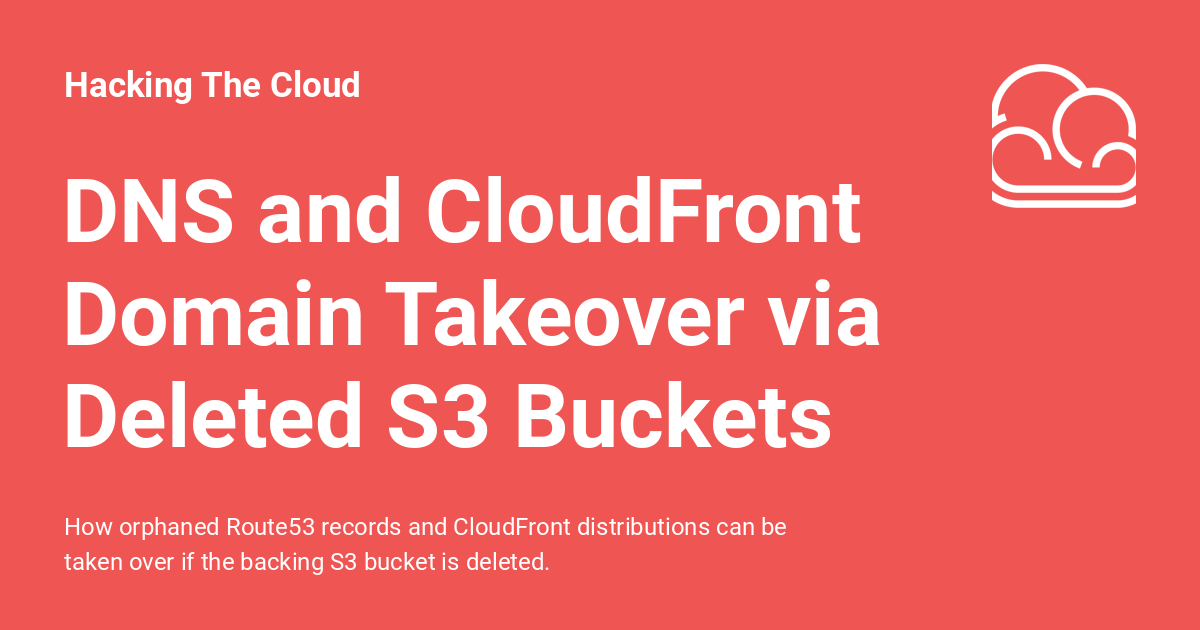 Hacking The Cloud
DNS and CloudFront
Domain Takeover via
Deleted S3 Buckets
How orphaned Route53 records and CloudFront distributions can be
taken over if the backing S3 bucket is deleted.